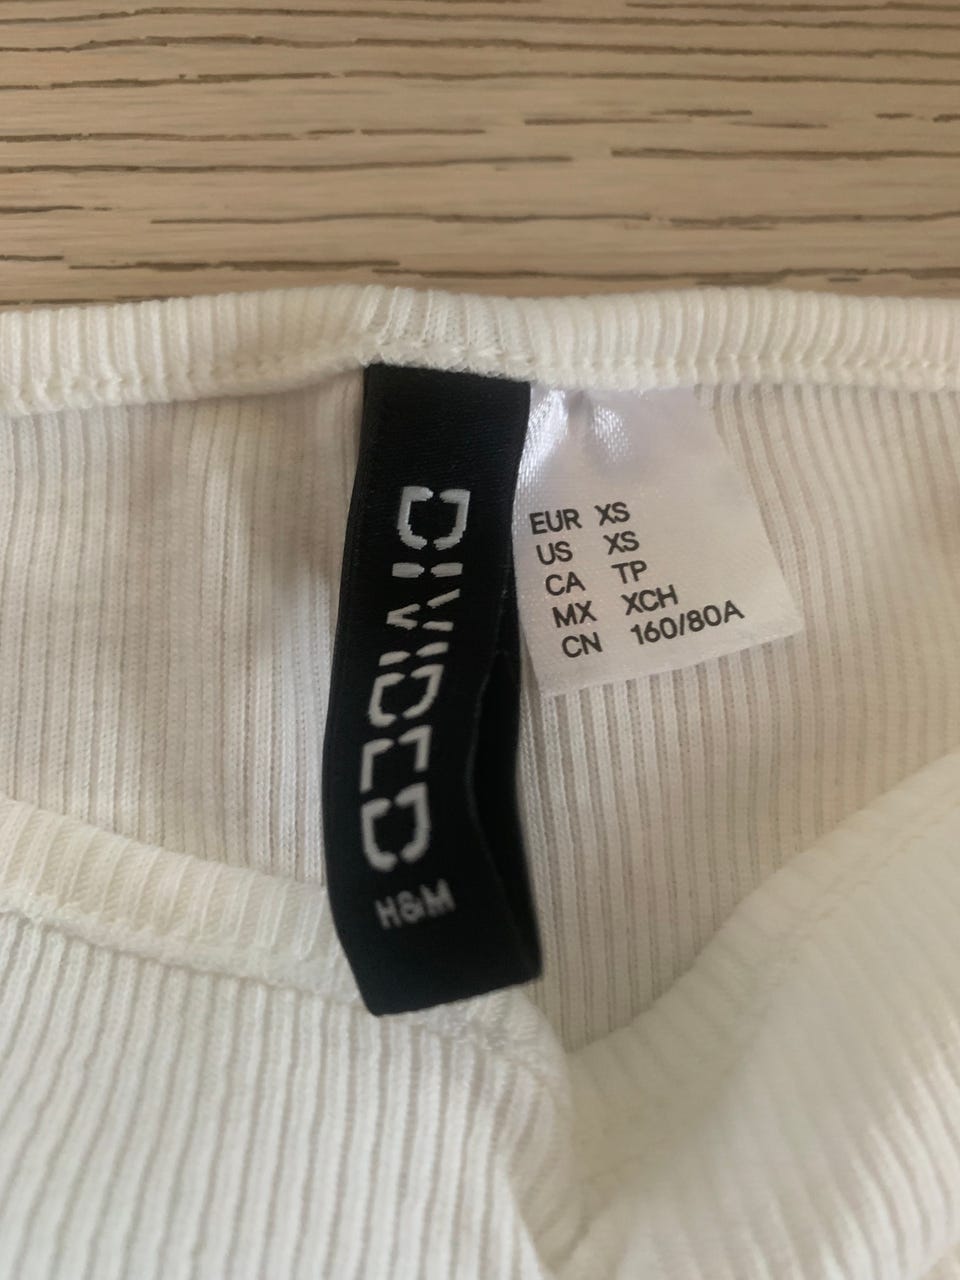 DIVIDED
H&M
EUR XS
US XS
CA TP
MX XCH
CN 160/80A